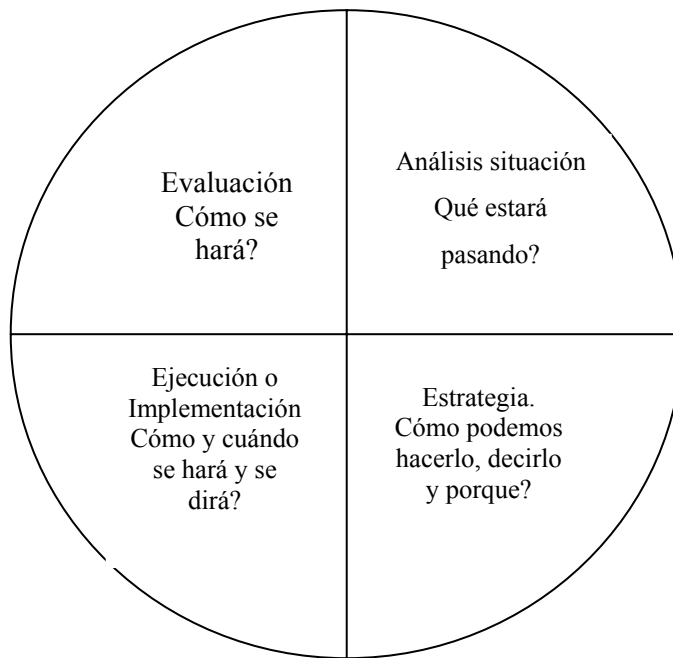 Evaluación
Cómo se
hará?
Análisis situación
Qué estará
pasando?
Ejecución o
Implementación
Cómo y cuándo
se hará y se
dirá?
Estrategia.
Cómo podemos
hacerlo, decirlo
y porque?